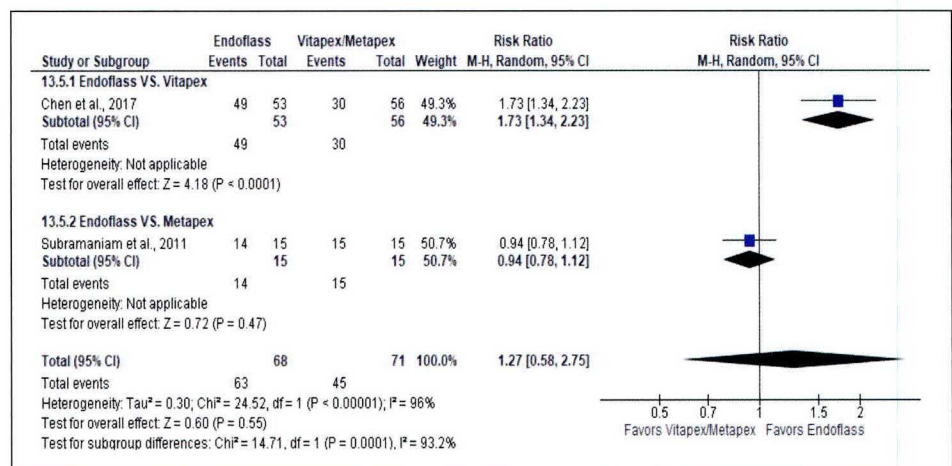 Endoflass Vitapex/Metapex Risk Ratio Risk Ratio
Study or Subgroup Events Total Events Total Weight M-H, Random, 95% CI M-H, Random, 95% CI
13.5.1 Endoflass VS. Vitapex
Chen et al., 2017 49 53 30 56 49.3% 1.73 [1.34, 2.23]
Subtotal (95% CI) 53 56 49.3% 1.73 [1.34, 2.23]
Total events 49 30
Heterogeneity: Not applicable
Test for overall effect: Z = 4.18 (P < 0.0001)
13.5.2 Endoflass VS. Metapex
Subramaniam et al., 2011 14 15 15 15 50.7% 0.94 [0.78, 1.12]
Subtotal (95% CI) 15 15 50.7% 0.94 [0.78, 1.12]
Total events 14 15
Heterogeneity: Not applicable
Test for overall effect: Z = 0.72 (P = 0.47)
Total (95% CI) 68 71 100.0% 1.27 [0.58, 2.75]
Total events 63 45
Heterogeneity: Tau² = 0.30; Chi² = 24.52, df = 1 (P < 0.00001); I² = 96%
Test for overall effect: Z = 0.60 (P = 0.55)
Test for subgroup differences: Chi² = 14.71, df = 1 (P = 0.0001), I² = 93.2%
0.5 0.7 1 1.5 2
Favors Vitapex/Metapex Favors Endoflass